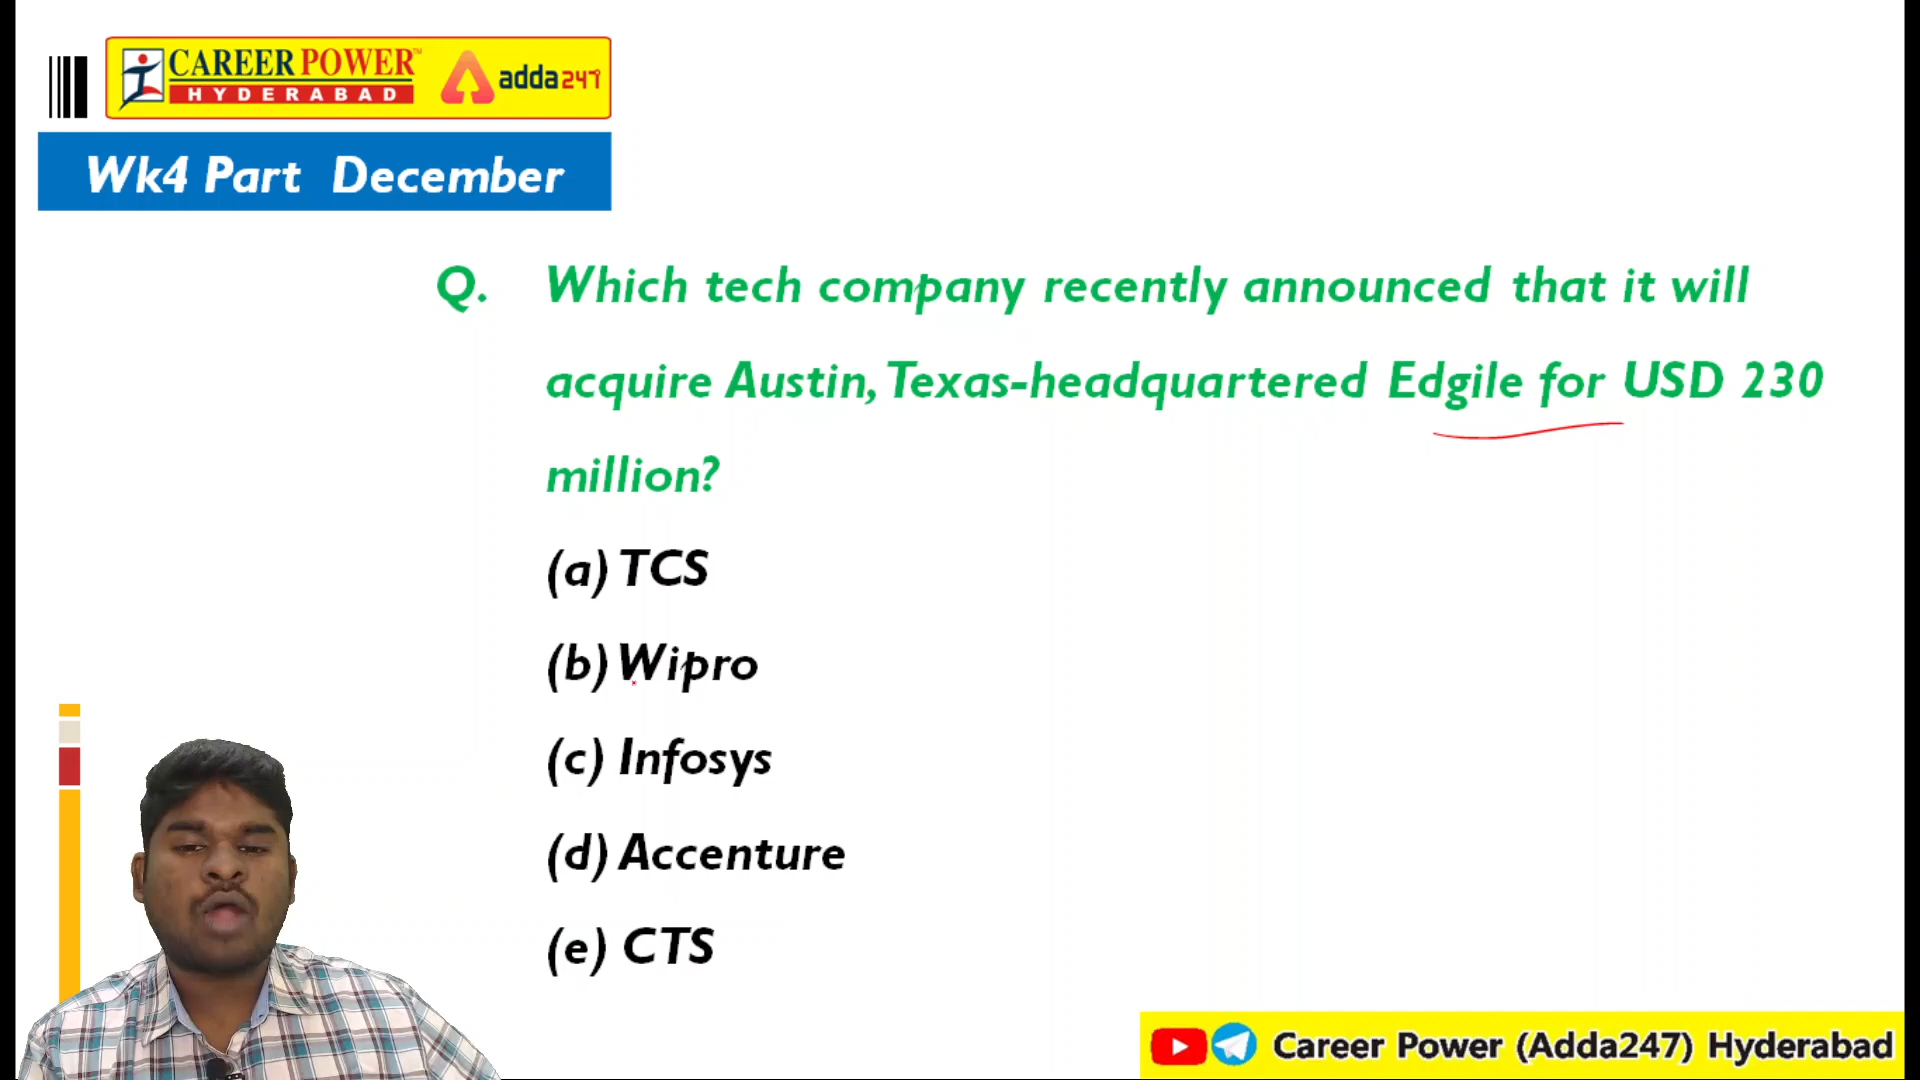 CAREER POWER
HYDERABAD
adda247
Wk4 Part December
Q. Which tech company recently announced that it will
acquire Austin, Texas-headquartered Edgile for USD 230
million?
(a) TCS
(b) Wipro
(c) Infosys
(d) Accenture
(e) CTS
Career Power (Adda247) Hyderabad